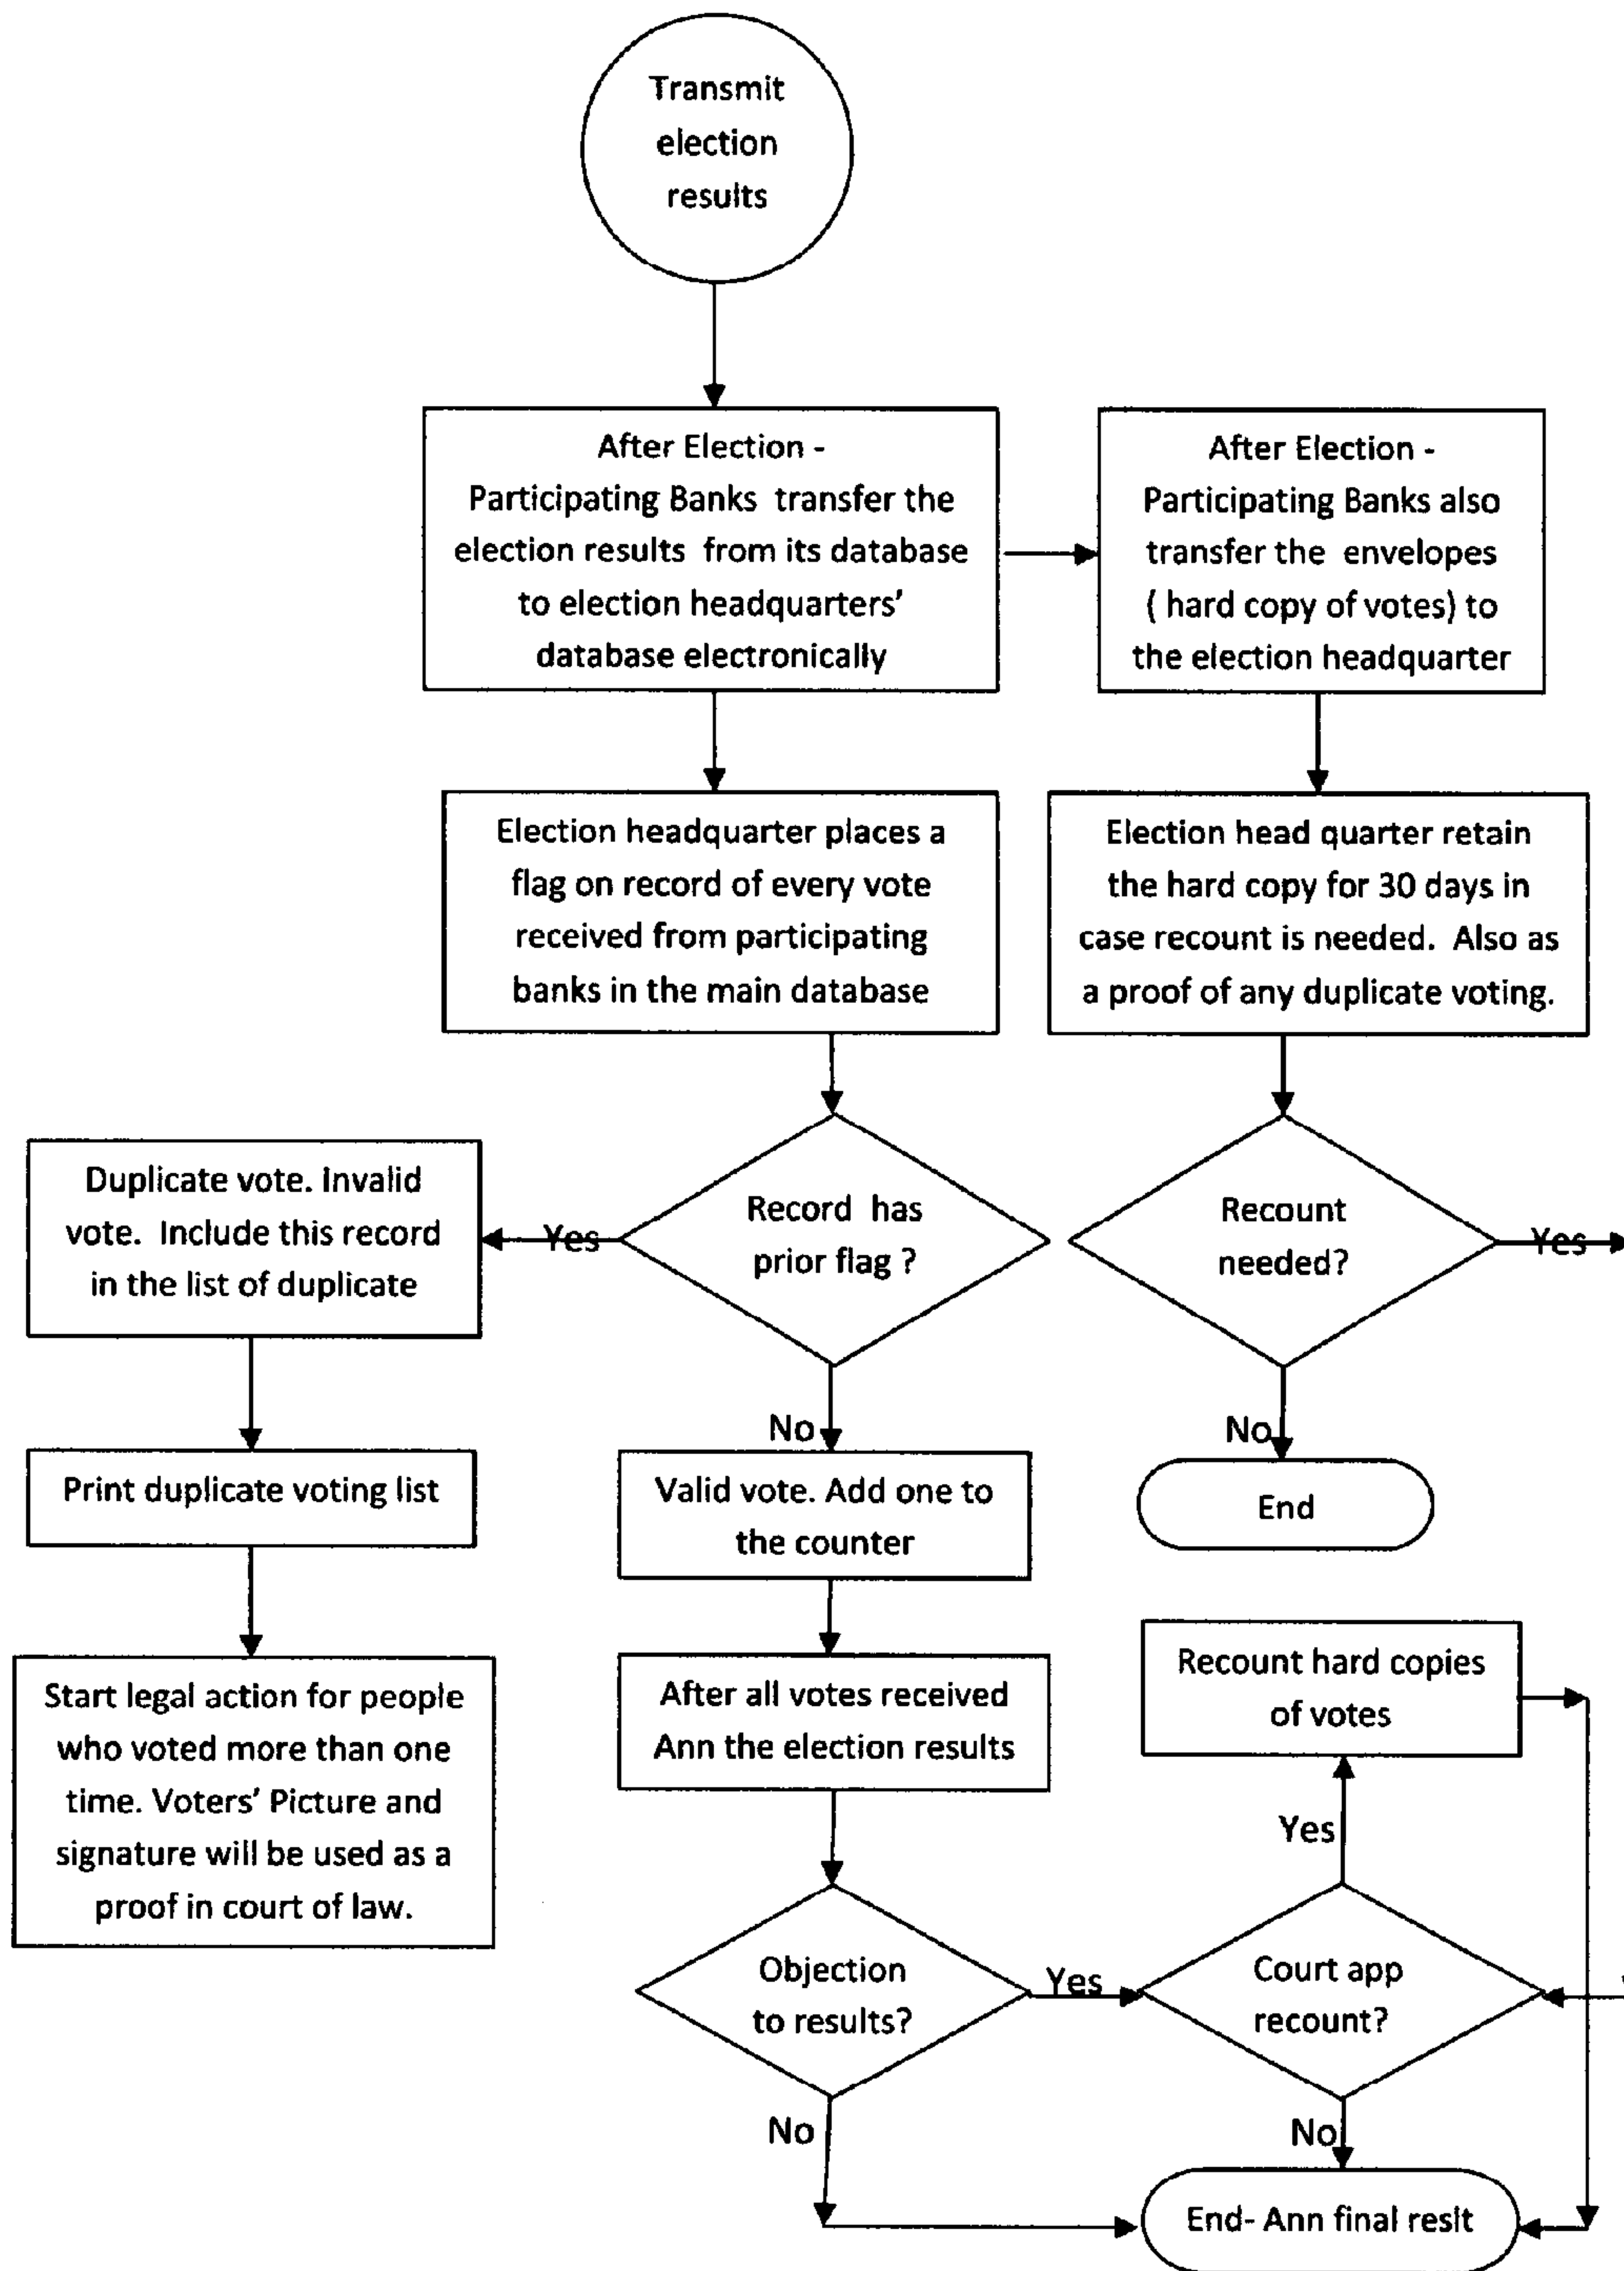 Transmit
election
results
After Election -
Participating Banks transfer the
election results from its database
to election headquarters'
database electronically
After Election -
Participating Banks also
transfer the envelopes
( hard copy of votes) to
the election headquarter
Election headquarter places a
flag on record of every vote
received from participating
banks in the main database
Election head quarter retain
the hard copy for 30 days in
case recount is needed. Also as
a proof of any duplicate voting.
Duplicate vote. Invalid
vote. Include this record
in the list of duplicate
Yes
Record has
prior flag ?
Recount
needed?
Yes
No
No
Print duplicate voting list
Valid vote. Add one to
the counter
End
Start legal action for people
who voted more than one
time. Voters' Picture and
signature will be used as a
proof in court of law.
After all votes received
Ann the election results
Recount hard copies
of votes
Yes
Objection
to results?
Yes
Court app
recount?
No
No
End- Ann final reslt